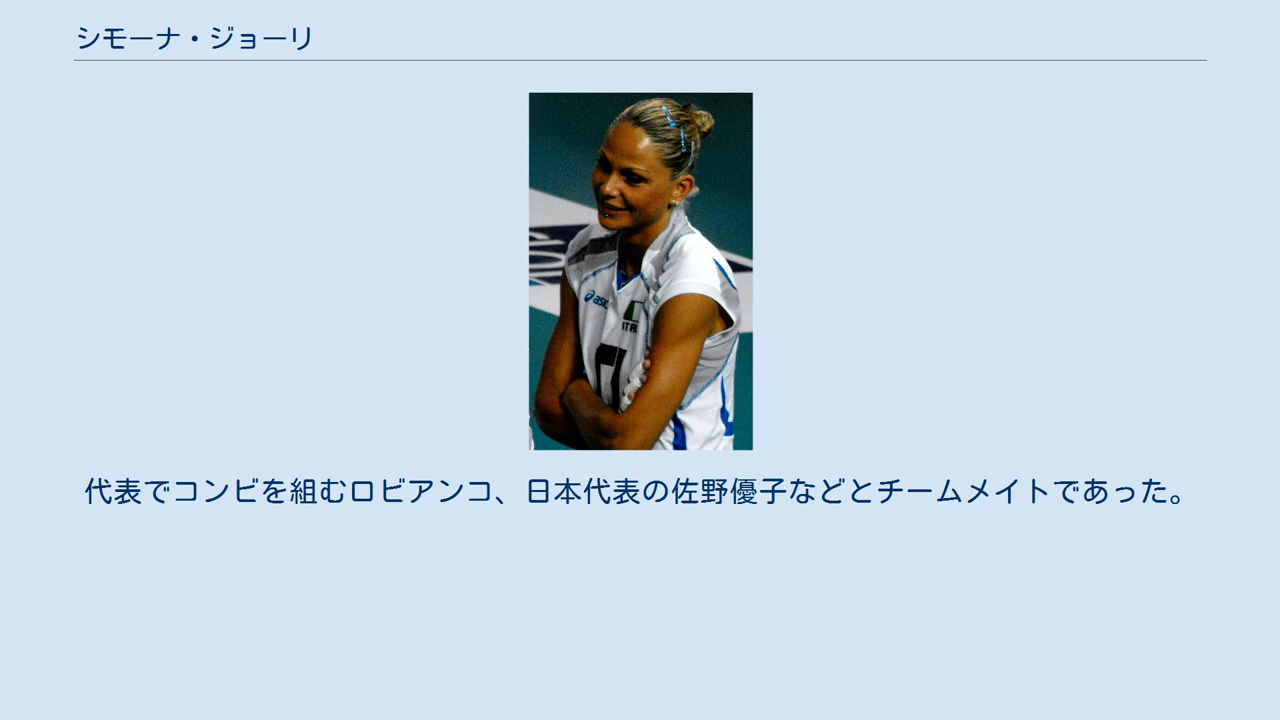 シモーナ・ジョーリ
asics
ITA
代表でコンビを組むロビアンコ、日本代表の佐野優子などとチームメイトであった。